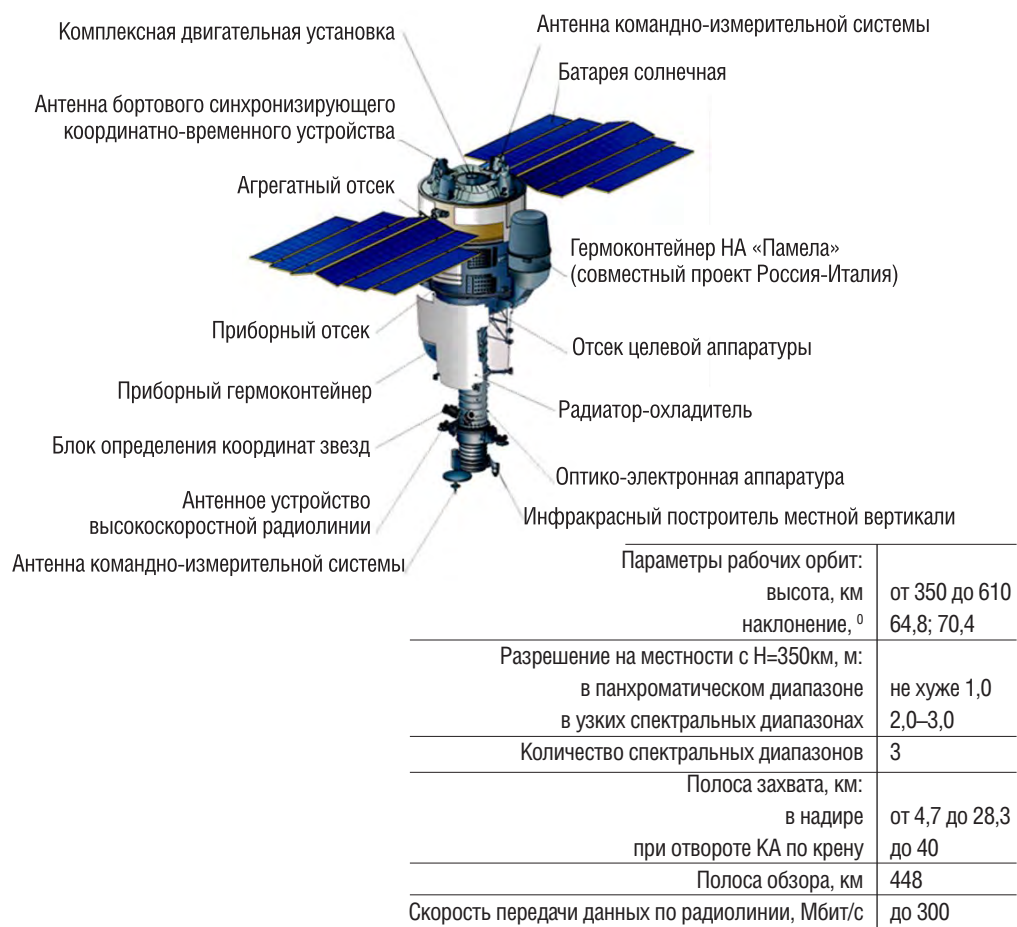 Комплексная двигательная установка
Антенна командно-измерительной системы
Батарея солнечная
Антенна бортового синхронизирующего
координатно-временного устройства
Агрегатный отсек
Гермоконтейнер НА «Памела»
(совместный проект Россия-Италия)
Приборный отсек
Отсек целевой аппаратуры
Приборный гермоконтейнер
Радиатор-охладитель
Блок определения координат звезд
Оптико-электронная аппаратура
Антенное устройство
высокоскоростной радиолинии
Инфракрасный построитель местной вертикали
Антенна командно-измерительной системы
Параметры рабочих орбит:
высота, км от 350 до 610
наклонение, ⁰ 64,8; 70,4
Разрешение на местности с Н=350км, м:
в панхроматическом диапазоне не хуже 1,0
в узких спектральных диапазонах 2,0–3,0
Количество спектральных диапазонов 3
Полоса захвата, км:
в надире от 4,7 до 28,3
при отвороте КА по крену до 40
Полоса обзора, км 448
Скорость передачи данных по радиолинии, Мбит/с до 300